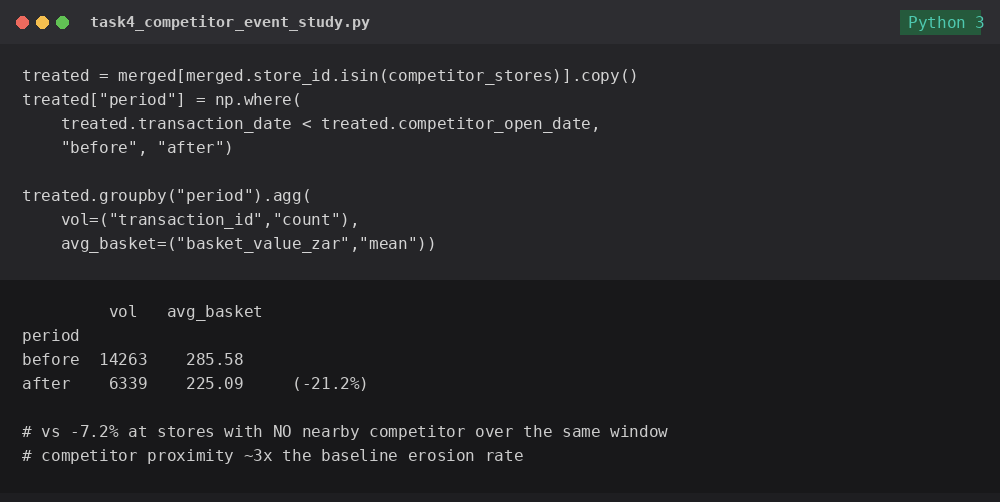 task4_competitor_event_study.py
Python 3
treated = merged[merged.store_id.isin(competitor_stores)].copy()
treated["period"] = np.where(
    treated.transaction_date < treated.competitor_open_date,
    "before", "after")
treated.groupby("period").agg(
    vol=("transaction_id","count"),
    avg_basket=("basket_value_zar","mean"))
         vol   avg_basket
period
before  14263    285.58
after    6339    225.09     (-21.2%)
# vs -7.2% at stores with NO nearby competitor over the same window
# competitor proximity ~3x the baseline erosion rate